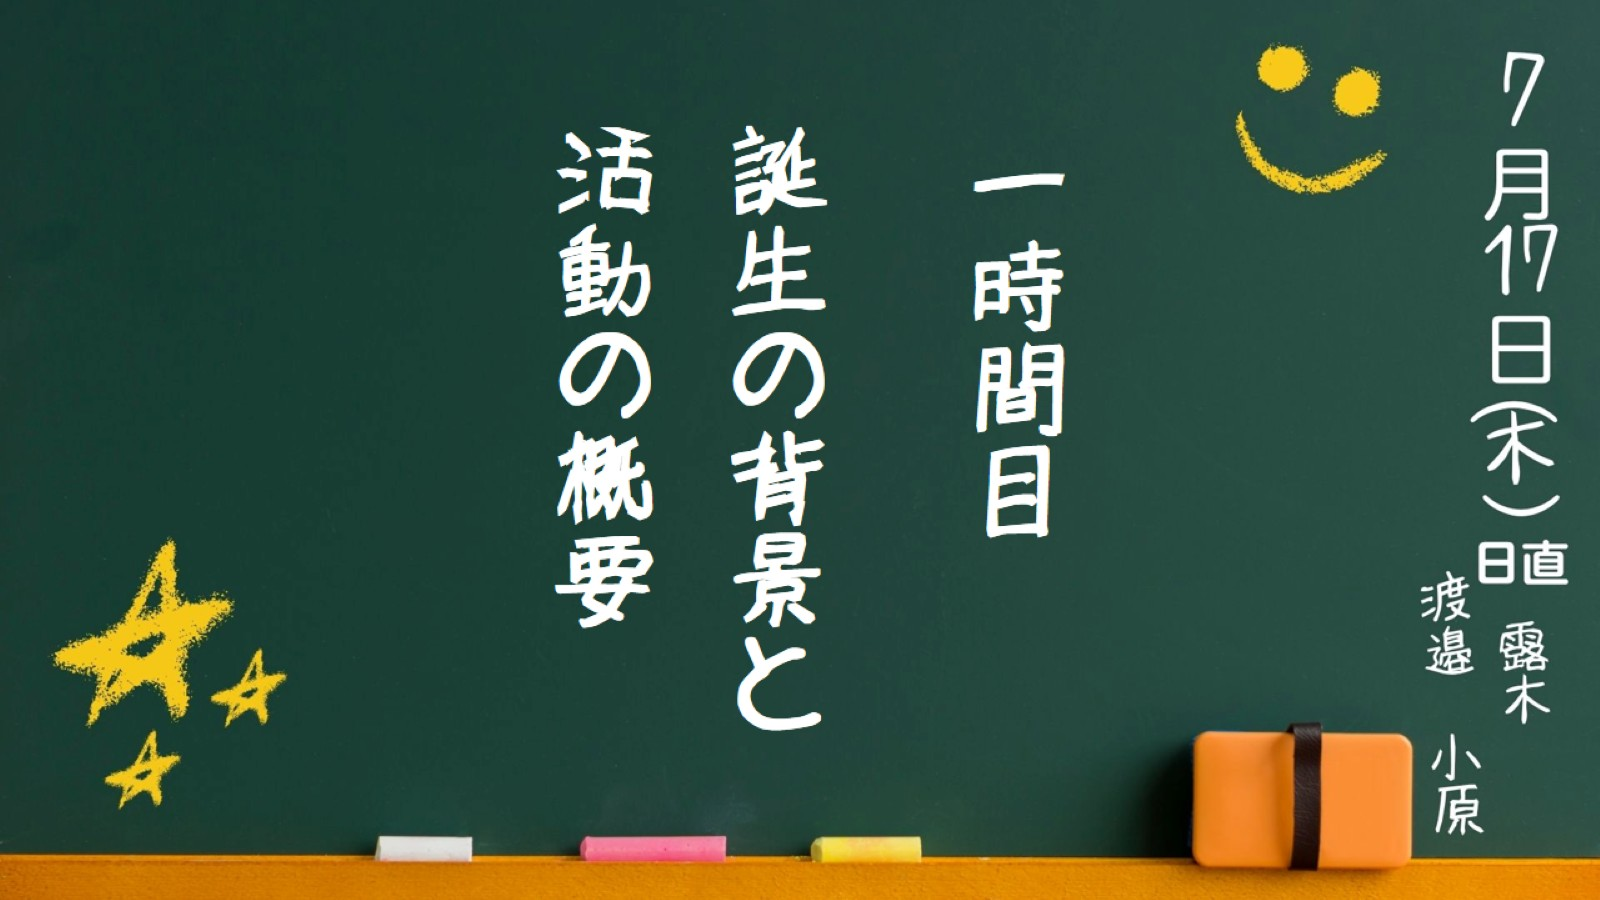 7月17日(木)
日直
露木
渡邉
小原
一時間目
誕生の背景と
活動の概要